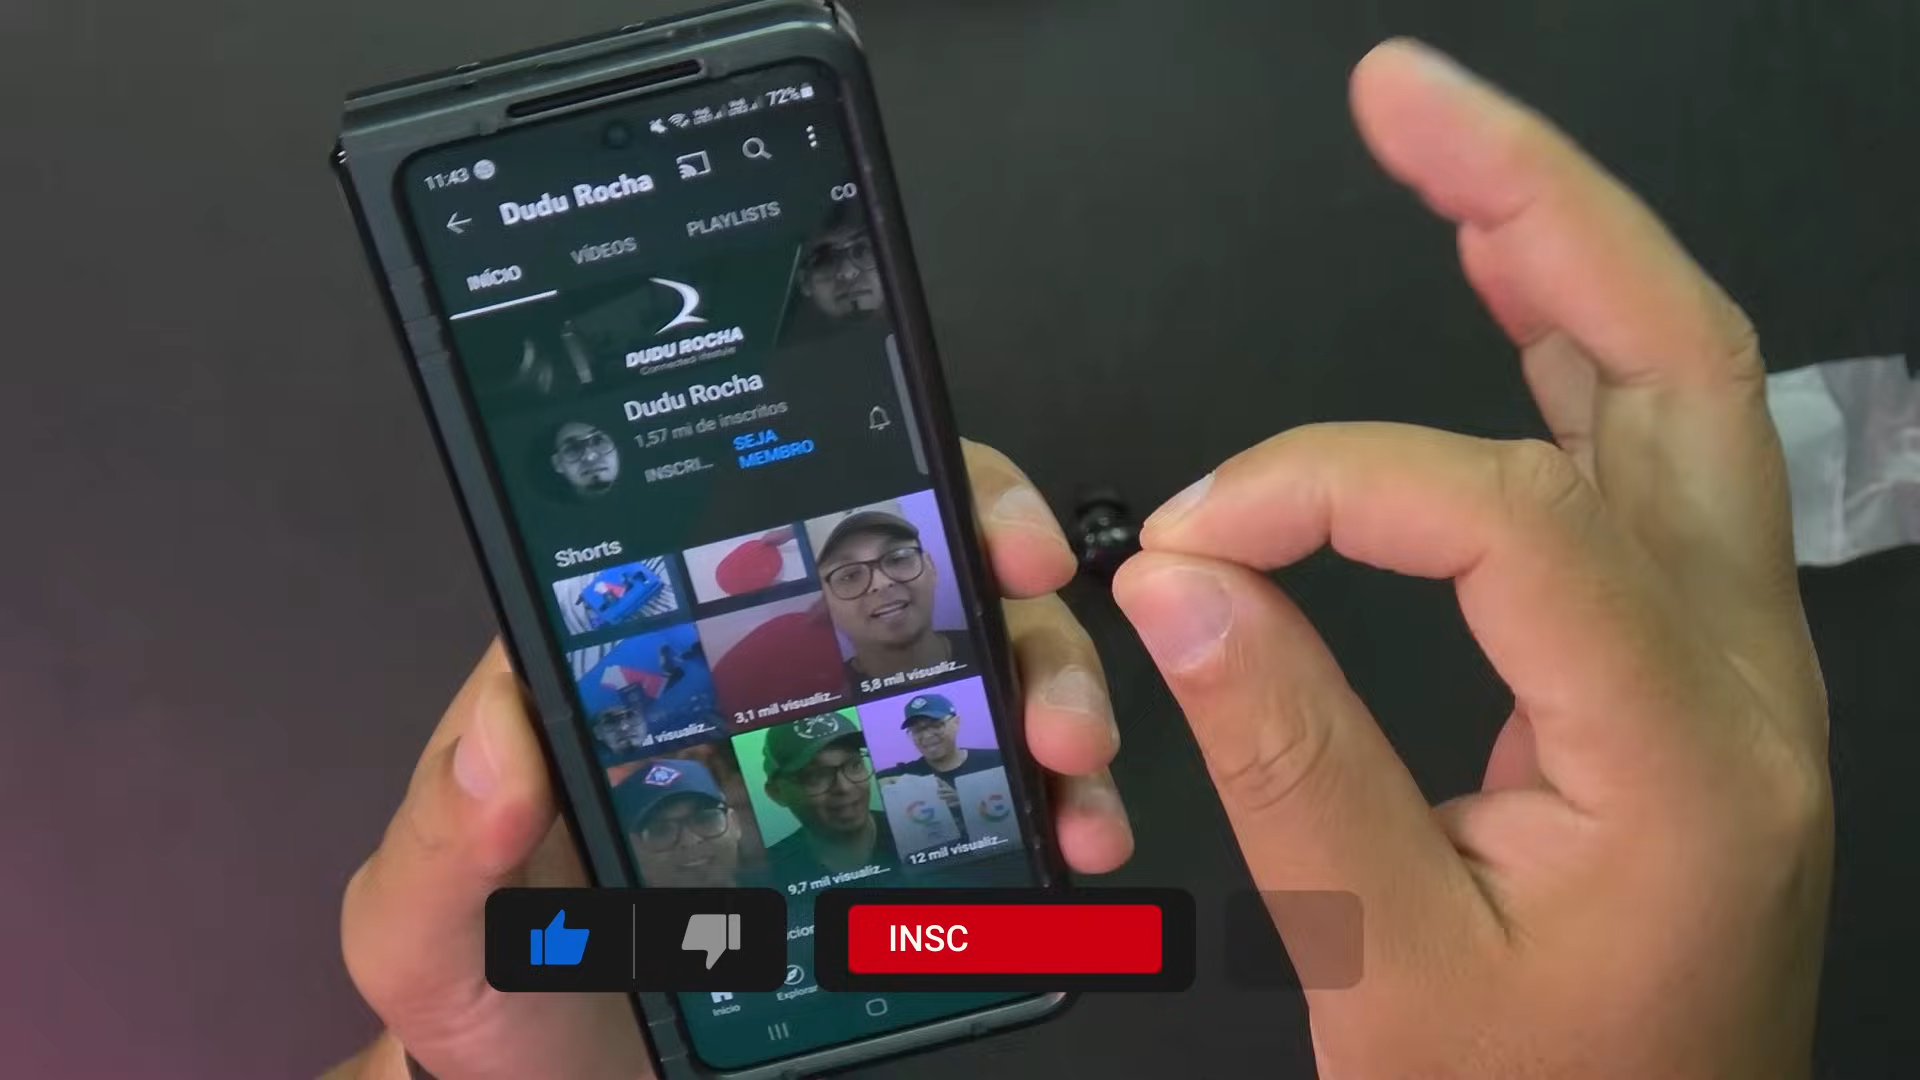 72%
11:43
Dudu Rocha
INÍCIO VÍDEOS PLAYLISTS CO
DUDU ROCHA
Connected lifestyle
Dudu Rocha
1,57 mi de inscritos
INSCRI... SEJA MEMBRO
Shorts
visualiz...
3,1 mil visualiz...
5,8 mil visualiz...
9,7 mil visualiz...
12 mil visualiz...
Início
Explorar
INSC